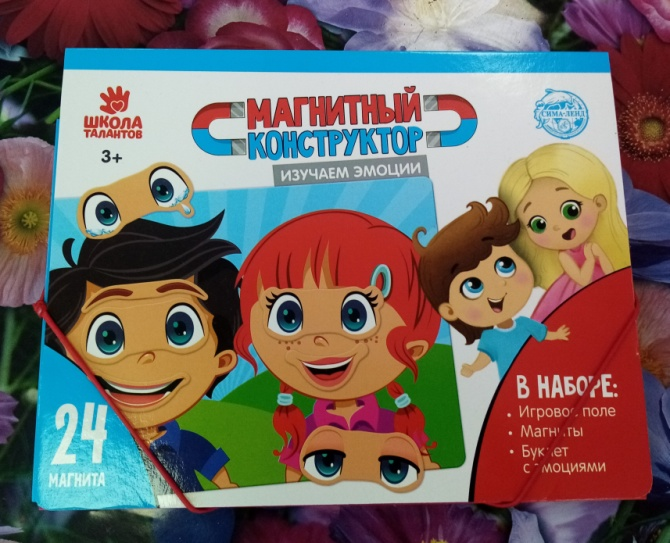 ШКОЛА
ТАЛАНТОВ
3+
МАГНИТНЫЙ
КОНСТРУКТОР
ИЗУЧАЕМ ЭМОЦИИ
СИМА-ЛЕНД
24
МАГНИТА
В НАБОРЕ:
• Игровое поле
• Магниты
• Буклет
с эмоциями